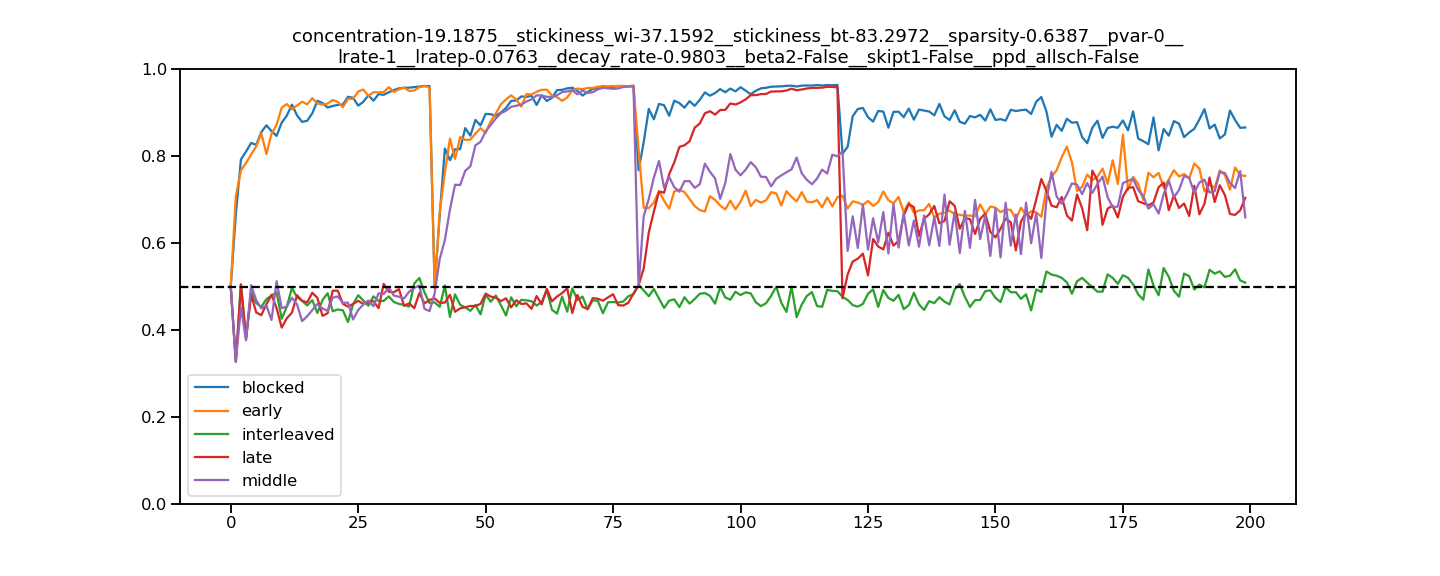 concentration-19.1875__stickiness_wi-37.1592__stickiness_bt-83.2972__sparsity-0.6387__pvar-0__
lrate-1__lratep-0.0763__decay_rate-0.9803__beta2-False__skipt1-False__ppd_allsch-False
1.0
0.8
0.6
0.4
0.2
0.0
blocked
early
interleaved
late
middle
0 25 50 75 100 125 150 175 200